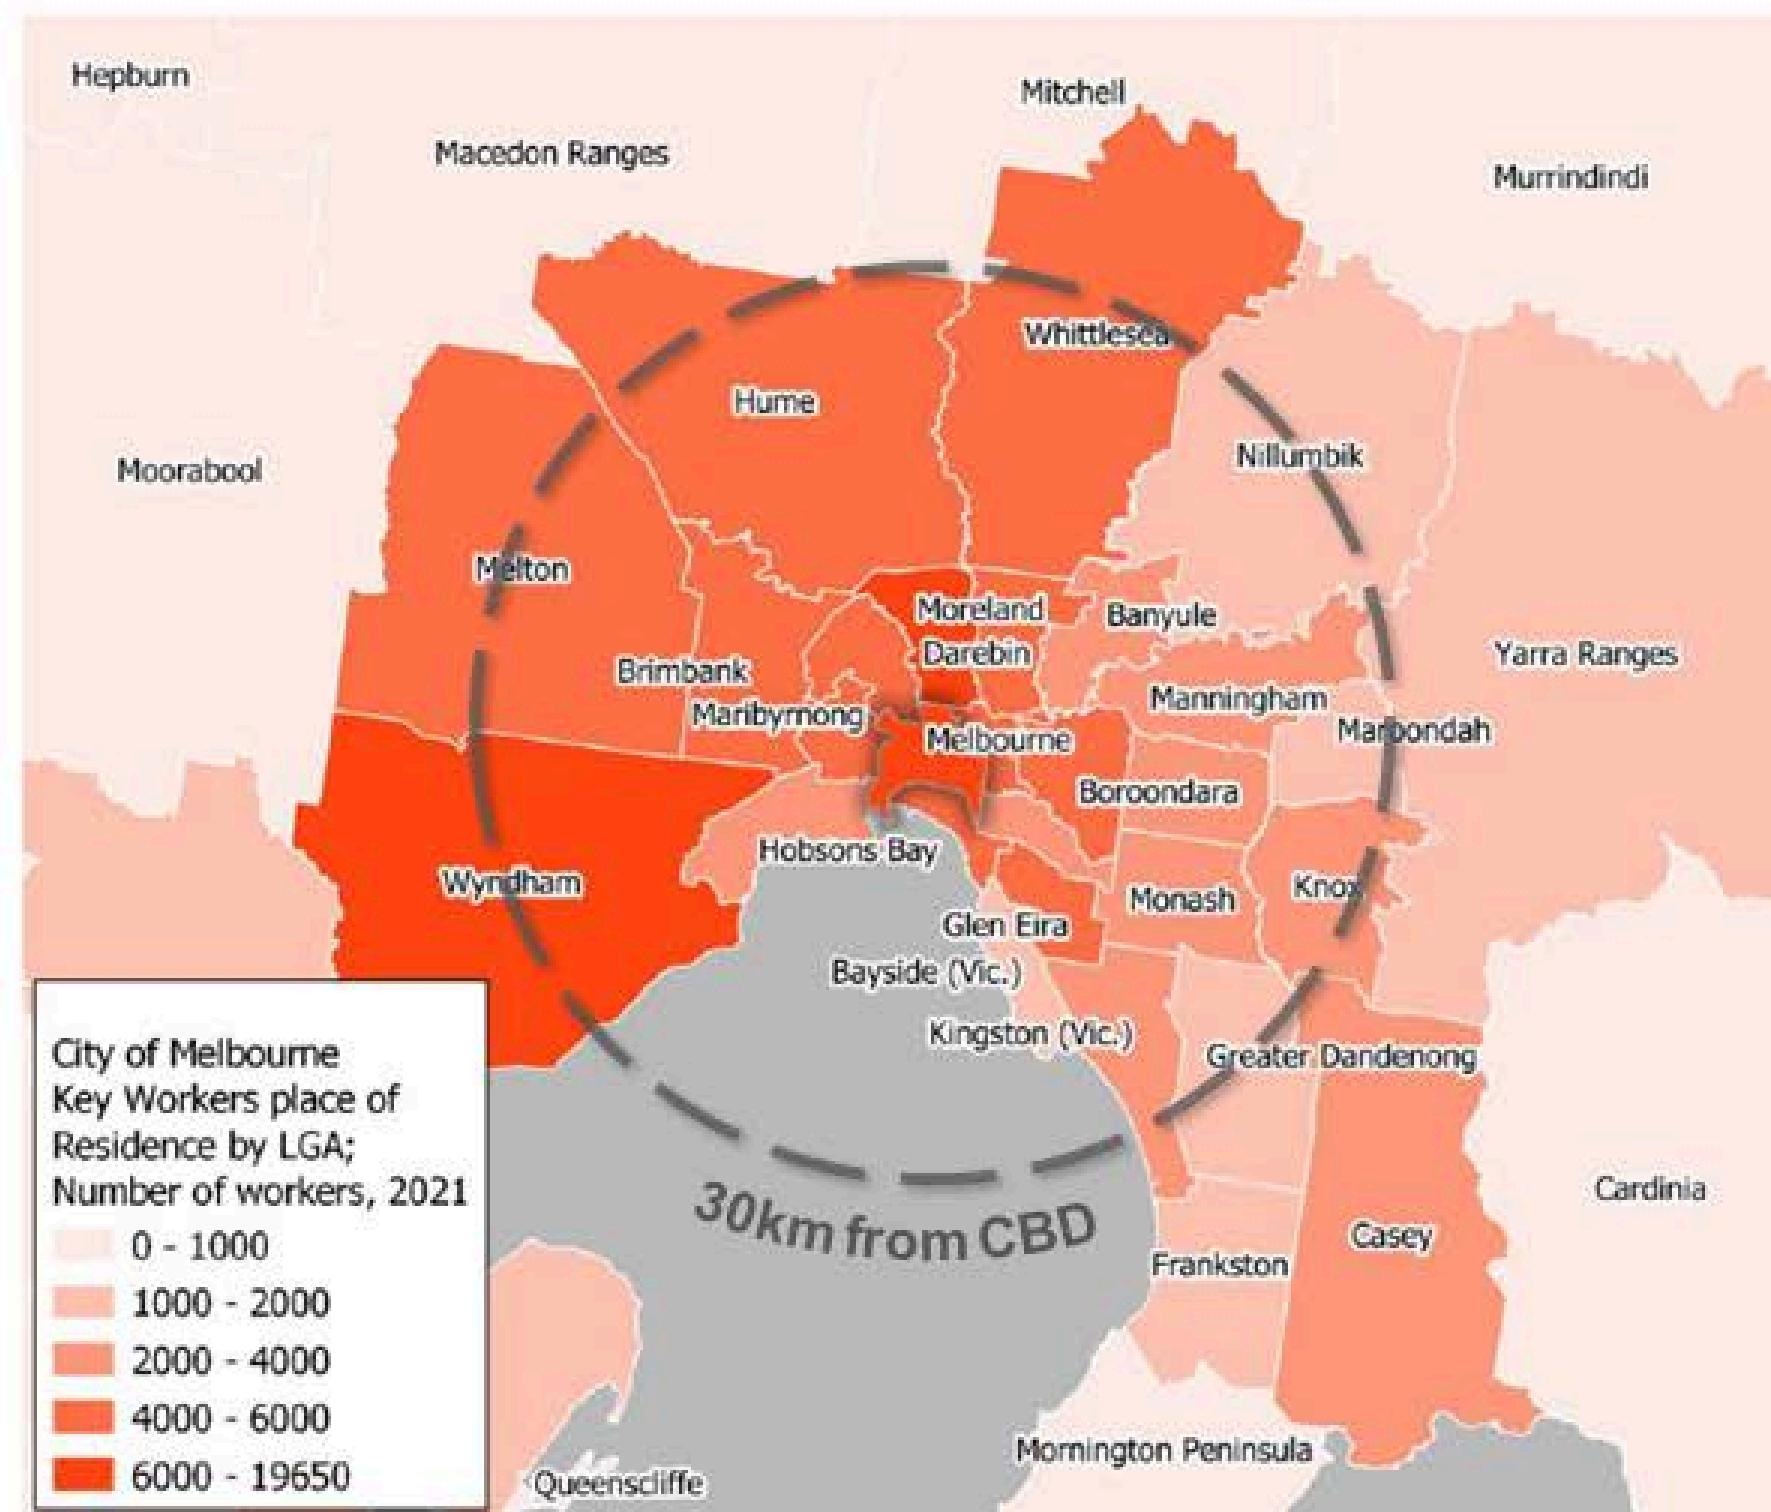 Hepburn
Mitchell
Macedon Ranges
Murrindindi
Whittlesea
Hume
Nillumbik
Moorabool
Melton
Moreland
Banyule
Darebin
Yarra Ranges
Brimbank
Manningham
Maribyrnong
Maroondah
Melbourne
Boroondara
Hobsons Bay
Wyndham
Knox
Monash
Glen Eira
Bayside (Vic.)
Kingston (Vic.)
Greater Dandenong
City of Melbourne
Key Workers place of
Residence by LGA;
Number of workers, 2021
0 - 1000
1000 - 2000
2000 - 4000
4000 - 6000
6000 - 19650
30km from CBD
Cardinia
Casey
Frankston
Mornington Peninsula
Queenscliffe